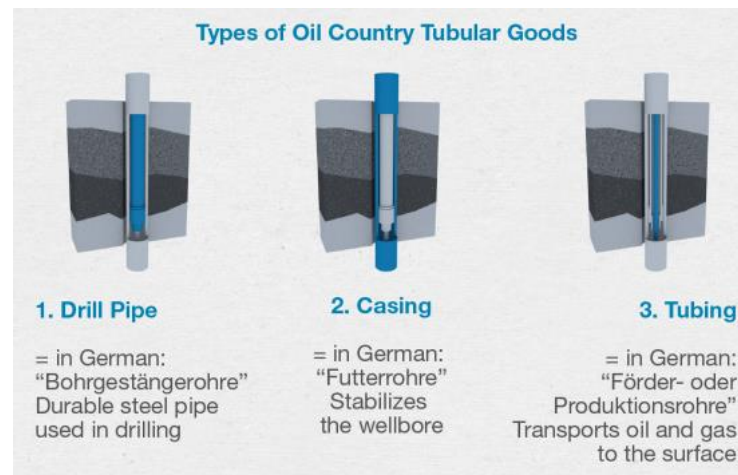 Types of Oil Country Tubular Goods
1. Drill Pipe
= in German:
“Bohrgestängerohre”
Durable steel pipe
used in drilling
2. Casing
= in German:
“Futterrohre”
Stabilizes
the wellbore
3. Tubing
= in German:
“Förder- oder
Produktionsrohre”
Transports oil and gas
to the surface